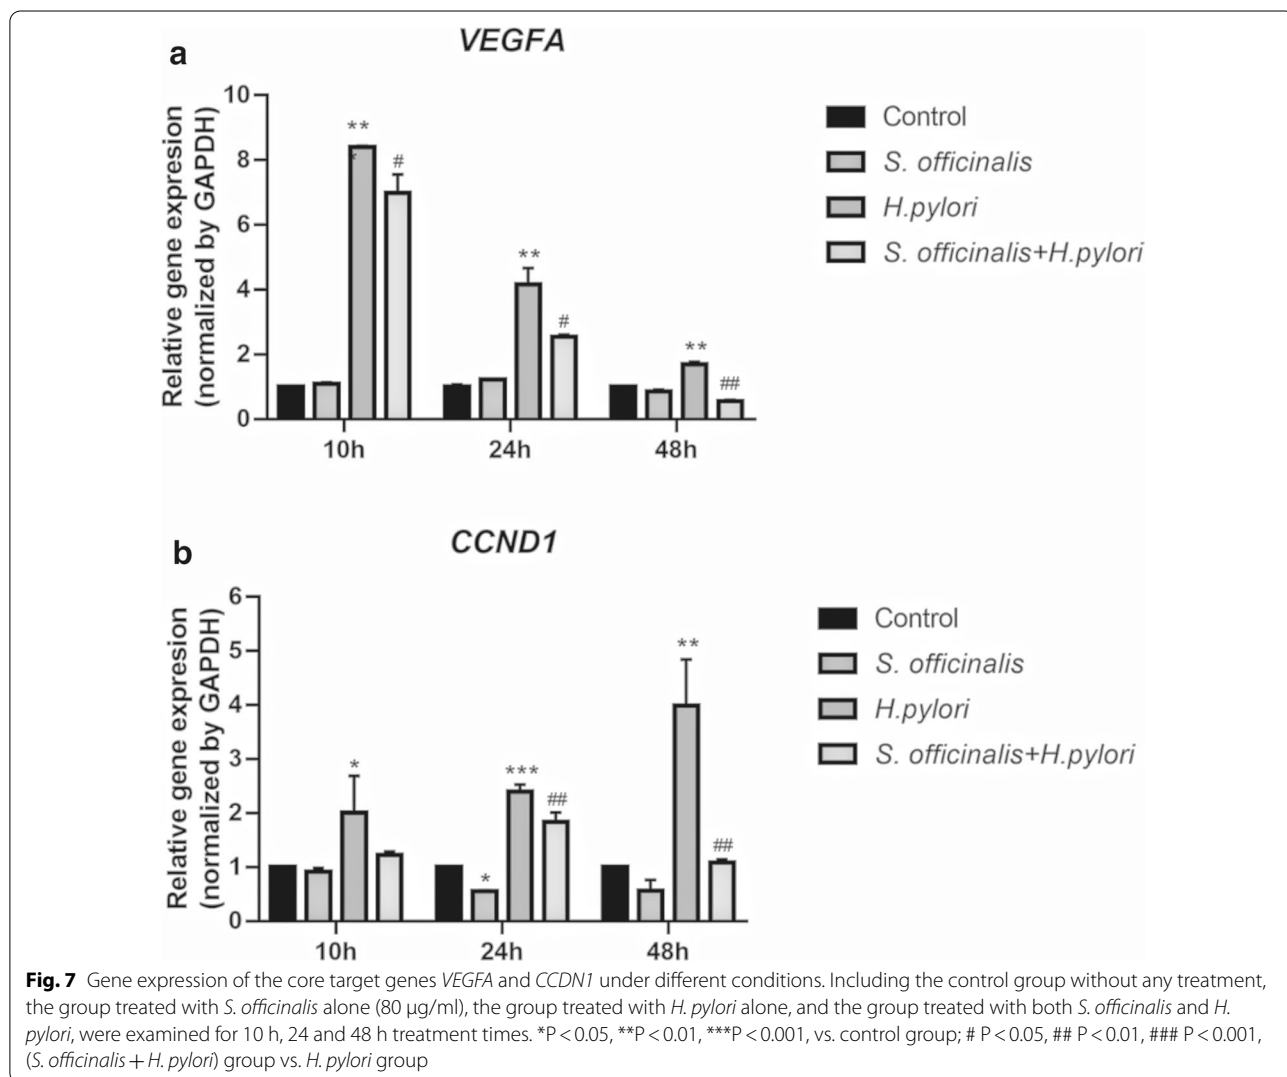 a
VEGFA
Relative gene expresion
(normalized by GAPDH)
10
8
6
4
2
0
**
*
#
**
#
**
##
10h
24h
48h
Control
S. officinalis
H.pylori
S. officinalis+H.pylori
b
CCND1
Relative gene expresion
(normalized by GAPDH)
6
5
4
3
2
1
0
*
*
***
##
**
##
10h
24h
48h
Control
S. officinalis
H.pylori
S. officinalis+H.pylori
Fig. 7 Gene expression of the core target genes VEGFA and CCDN1 under different conditions. Including the control group without any treatment,
the group treated with S. officinalis alone (80 µg/ml), the group treated with H. pylori alone, and the group treated with both S. officinalis and H.
pylori, were examined for 10 h, 24 and 48 h treatment times. *P < 0.05, **P < 0.01, ***P < 0.001, vs. control group; # P < 0.05, ## P < 0.01, ### P < 0.001,
(S. officinalis + H. pylori) group vs. H. pylori group